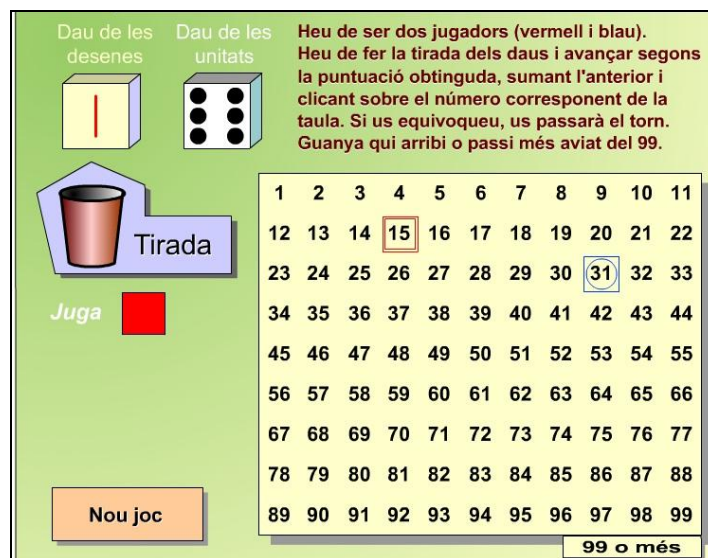 Dau de les
desenes
Dau de les
unitats
Heu de ser dos jugadors (vermell i blau).
Heu de fer la tirada dels daus i avançar segons
la puntuació obtinguda, sumant l'anterior i
clicant sobre el número corresponent de la
taula. Si us equivoqueu, us passarà el torn.
Guanya qui arribi o passi més aviat del 99.
Tirada
Juga
1 2 3 4 5 6 7 8 9 10 11
12 13 14 15 16 17 18 19 20 21 22
23 24 25 26 27 28 29 30 31 32 33
34 35 36 37 38 39 40 41 42 43 44
45 46 47 48 49 50 51 52 53 54 55
56 57 58 59 60 61 62 63 64 65 66
67 68 69 70 71 72 73 74 75 76 77
78 79 80 81 82 83 84 85 86 87 88
89 90 91 92 93 94 95 96 97 98 99
Nou joc
99 o més